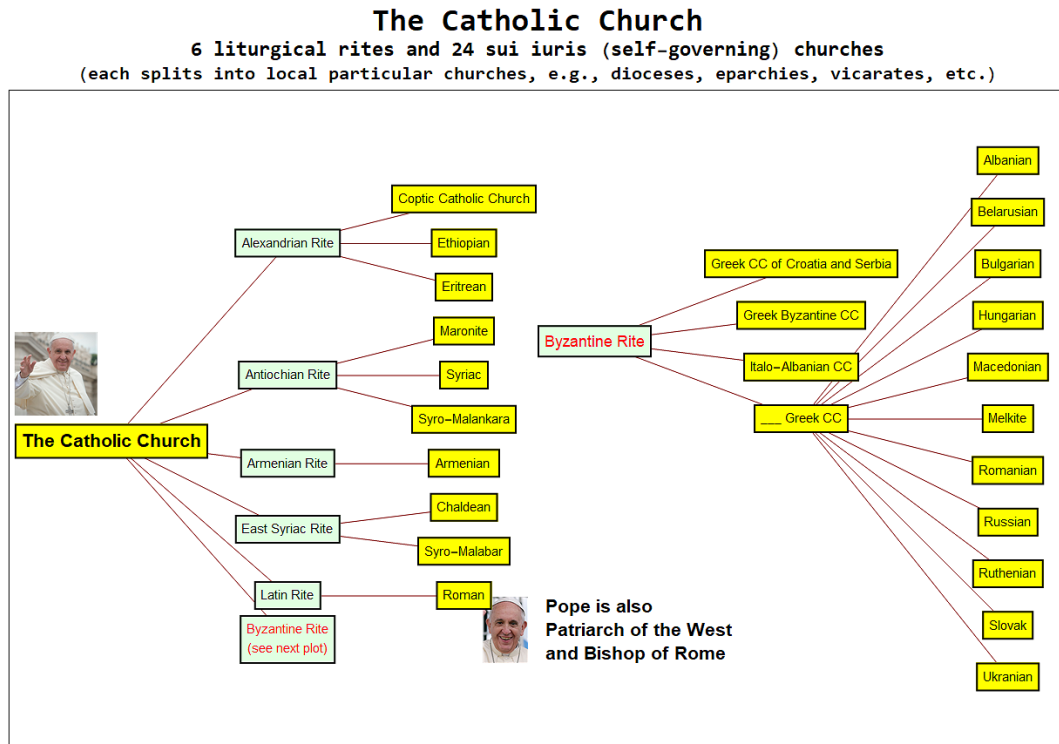 The Catholic Church
6 liturgical rites and 24 sui iuris (self-governing) churches
(each splits into local particular churches, e.g., dioceses, eparchies, vicarates, etc.)
The Catholic Church
Alexandrian Rite
Coptic Catholic Church
Ethiopian
Eritrean
Antiochian Rite
Maronite
Syriac
Syro-Malankara
Armenian Rite
Armenian
East Syriac Rite
Chaldean
Syro-Malabar
Latin Rite
Roman
Byzantine Rite
(see next plot)
Pope is also
Patriarch of the West
and Bishop of Rome
Byzantine Rite
Greek CC of Croatia and Serbia
Greek Byzantine CC
Italo-Albanian CC
___ Greek CC
Albanian
Belarusian
Bulgarian
Hungarian
Macedonian
Melkite
Romanian
Russian
Ruthenian
Slovak
Ukranian